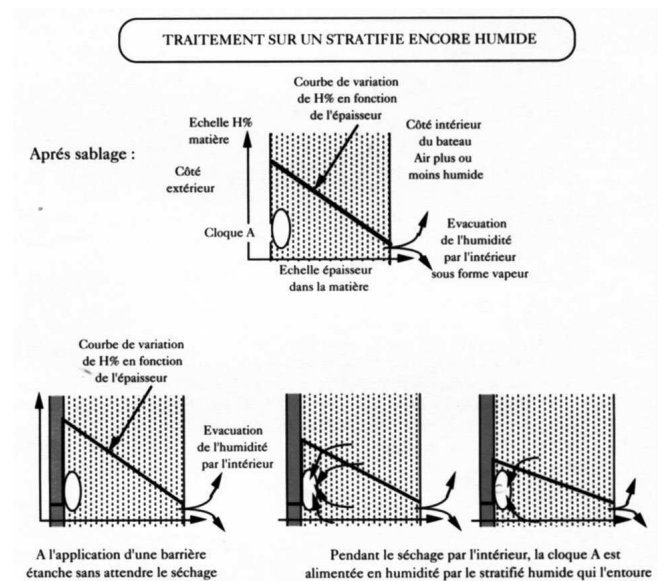 TRAITEMENT SUR UN STRATIFIE ENCORE HUMIDE
Courbe de variation
de H% en fonction
de l'épaisseur
Echelle H%
matière
Côté intérieur
du bateau
Air plus ou
moins humide
Aprés sablage :
Côté
extérieur
Cloque A
Evacuation
de l'humidité
par l'intérieur
sous forme vapeur
Echelle épaisseur
dans la matière
Courbe de variation
de H% en fonction
de l'épaisseur
Evacuation
de l'humidité
par l'intérieur
A l'application d'une barrière
étanche sans attendre le séchage
Pendant le séchage par l'intérieur, la cloque A est
alimentée en humidité par le stratifié humide qui l'entoure